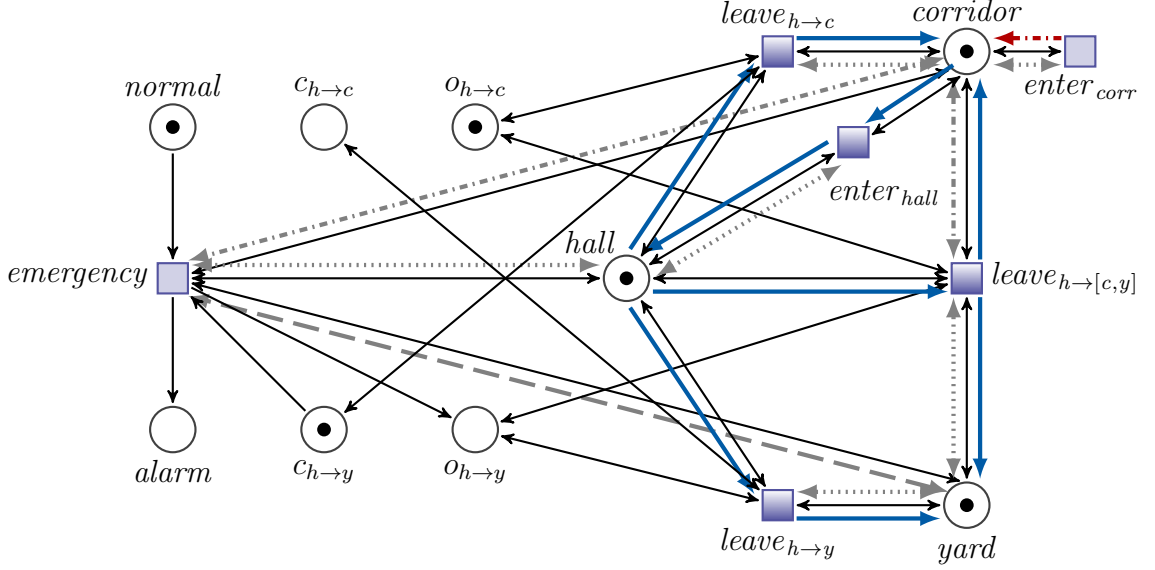 leave_{h→c}
corridor
normal
c_{h→c}
o_{h→c}
enter_{corr}
enter_{hall}
hall
emergency
leave_{h→[c,y]}
alarm
c_{h→y}
o_{h→y}
leave_{h→y}
yard